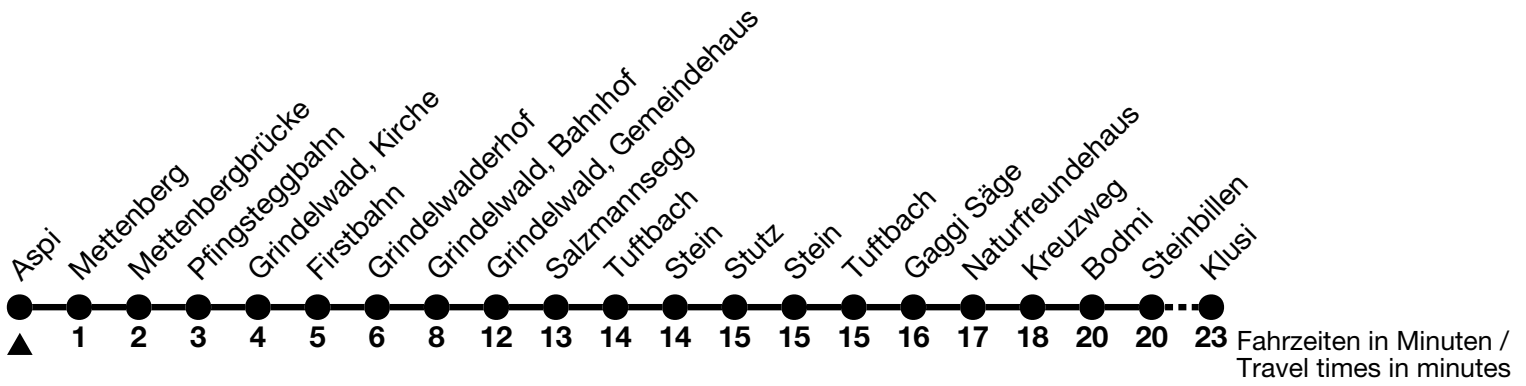 Aspi
Mettenberg
Mettenbergbrücke
Pfingsteggbahn
Grindelwald, Kirche
Firstbahn
Grindelwalderhof
Grindelwald, Bahnhof
Grindelwald, Gemeindehaus
Salzmannsegg
Tuftbach
Stein
Stutz
Stein
Tuftbach
Gaggi Säge
Naturfreundehaus
Kreuzweg
Bodmi
Steinbillen
Klusi
1 2 3 4 5 6 8 12 13 14 14 15 15 15 16 17 18 20 20 23
Fahrzeiten in Minuten /
Travel times in minutes